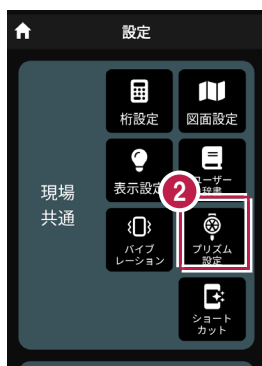 設定
桁設定
図面設定
表示設定
ユーザー
辞書
2
現場
共通
バイブ
レーション
プリズム
設定
ショート
カット